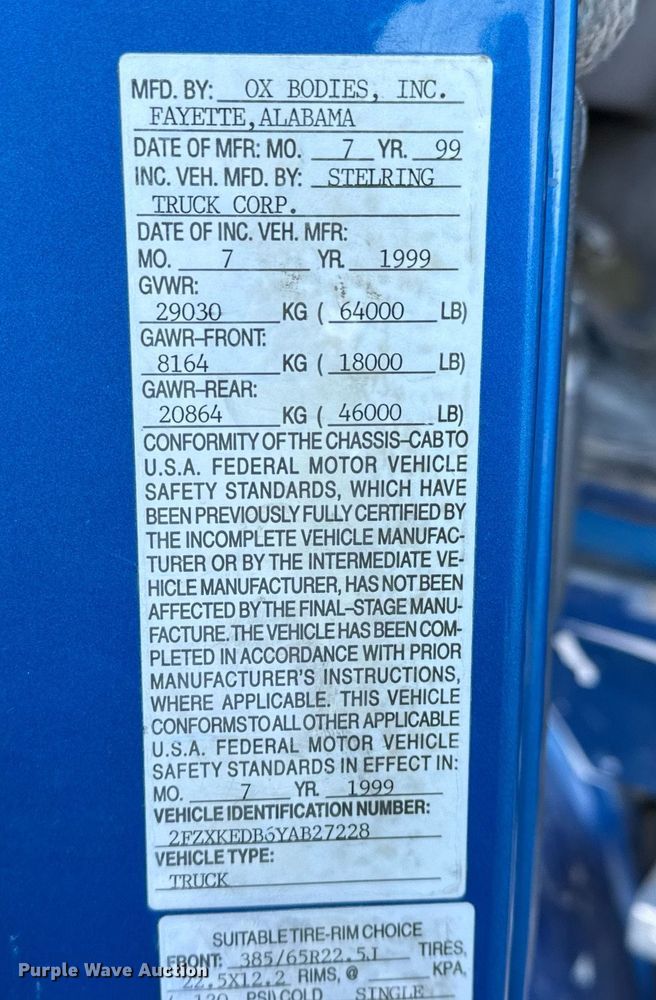 MFD. BY: OX BODIES, INC.
FAYETTE, ALABAMA
DATE OF MFR: MO. 7 YR. 99
INC. VEH. MFD. BY: STELRING
TRUCK CORP.
DATE OF INC. VEH. MFR:
MO. 7 YR. 1999
GVWR:
29030 KG ( 64000 LB)
GAWR-FRONT:
8164 KG ( 18000 LB)
GAWR-REAR:
20864 KG ( 46000 LB)
CONFORMITY OF THE CHASSIS-CAB TO
U.S.A. FEDERAL MOTOR VEHICLE
SAFETY STANDARDS, WHICH HAVE
BEEN PREVIOUSLY FULLY CERTIFIED BY
THE INCOMPLETE VEHICLE MANUFAC-
TURER OR BY THE INTERMEDIATE VE-
HICLE MANUFACTURER, HAS NOT BEEN
AFFECTED BY THE FINAL-STAGE MANU-
FACTURE. THE VEHICLE HAS BEEN COM-
PLETED IN ACCORDANCE WITH PRIOR
MANUFACTURER'S INSTRUCTIONS,
WHERE APPLICABLE. THIS VEHICLE
CONFORMS TO ALL OTHER APPLICABLE
U.S.A. FEDERAL MOTOR VEHICLE
SAFETY STANDARDS IN EFFECT IN:
MO. 7 YR. 1999
VEHICLE IDENTIFICATION NUMBER:
2FZXKEDB6YAB27228
VEHICLE TYPE:
TRUCK
SUITABLE TIRE-RIM CHOICE
FRONT: 385/65R22.5J TIRES,
22.5X12.2 RIMS, @ KPA,
120 PSI) COLD SINGLE
Purple Wave Auction